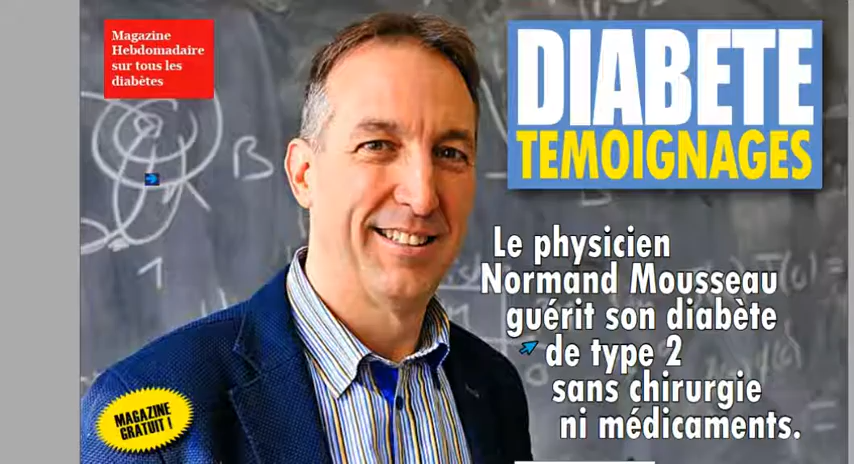 Magazine
Hebdomadaire
sur tous les
diabètes
DIABETE
TEMOIGNAGES
Le physicien
Normand Mousseau
guérit son diabète
de type 2
sans chirurgie
ni médicaments.
MAGAZINE
GRATUIT !
B
1